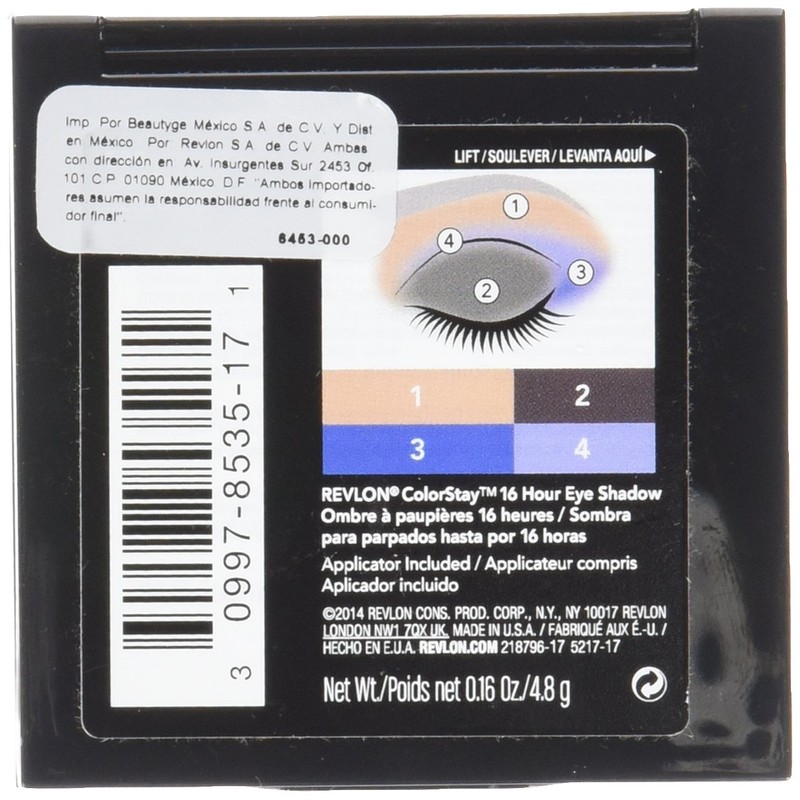 Imp. Por Beautyge México S.A. de C.V. Y Dist
en México Por Revlon S.A. de C.V. Ambas
con dirección en Av. Insurgentes Sur 2453 Of.
101 C.P. 01090 México D.F. "Ambos importado-
res asumen la responsabilidad frente al consumi-
dor final".
6453-000
LIFT / SOULEVER / LEVANTA AQUÍ
1
4
3
2
1 2
3 4
REVLON® ColorStay™ 16 Hour Eye Shadow
Ombre à paupières 16 heures / Sombra
para parpados hasta por 16 horas
Applicator Included / Applicateur compris
Aplicador incluido
©2014 REVLON CONS. PROD. CORP., N.Y., NY 10017 REVLON
LONDON NW1 7QX UK. MADE IN U.S.A. / FABRIQUÉ AUX É.-U. /
HECHO EN E.U.A. REVLON.COM 218796-17 5217-17
Net Wt./Poids net 0.16 Oz./4.8 g
3 0997-8535-17 1